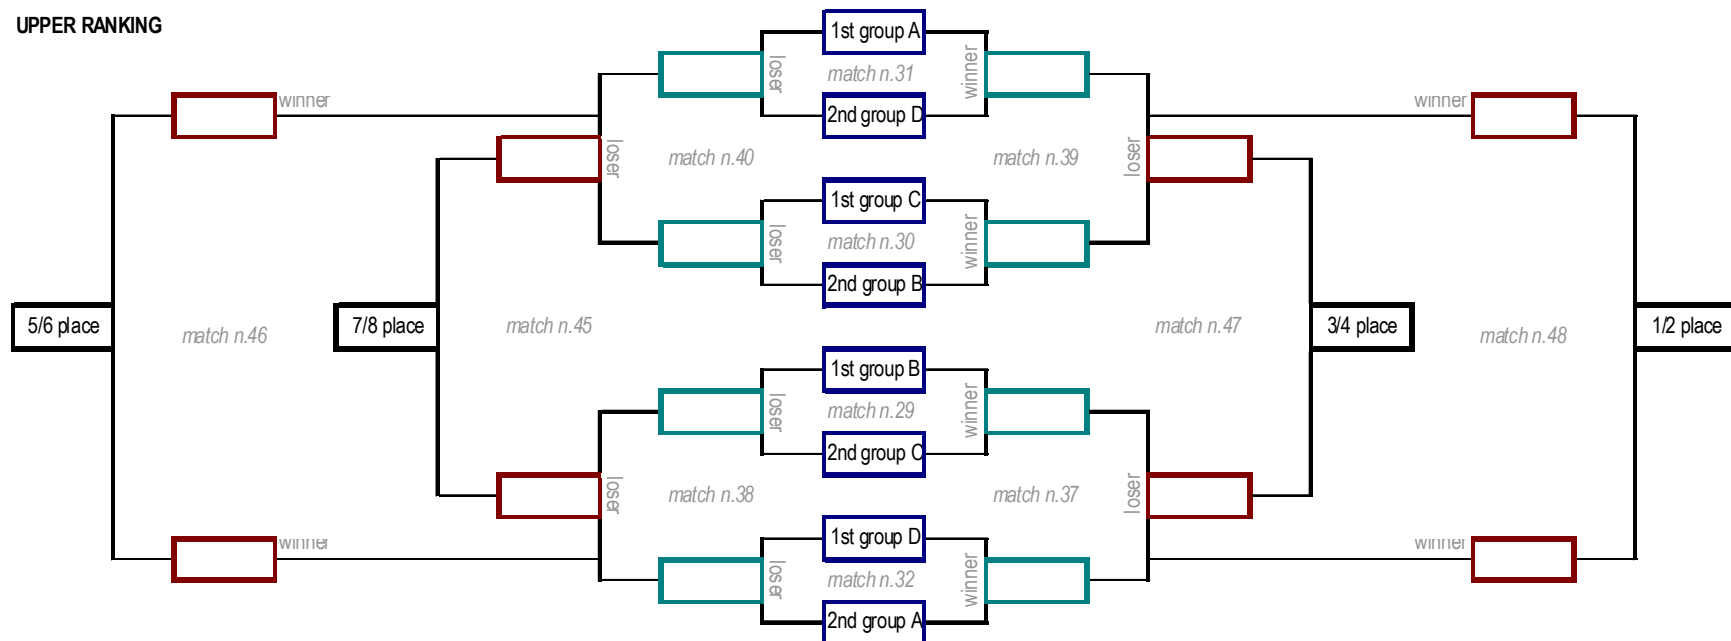 UPPER RANKING
1st group A
loser
match n.31
winner
winner
winner
2nd group D
loser
match n.40
match n.39
loser
1st group C
loser
match n.30
winner
2nd group B
5/6 place
match n.46
7/8 place
match n.45
match n.47
3/4 place
match n.48
1/2 place
1st group B
loser
match n.29
winner
2nd group C
loser
match n.38
match n.37
loser
1st group D
winner
winner
loser
match n.32
winner
2nd group A